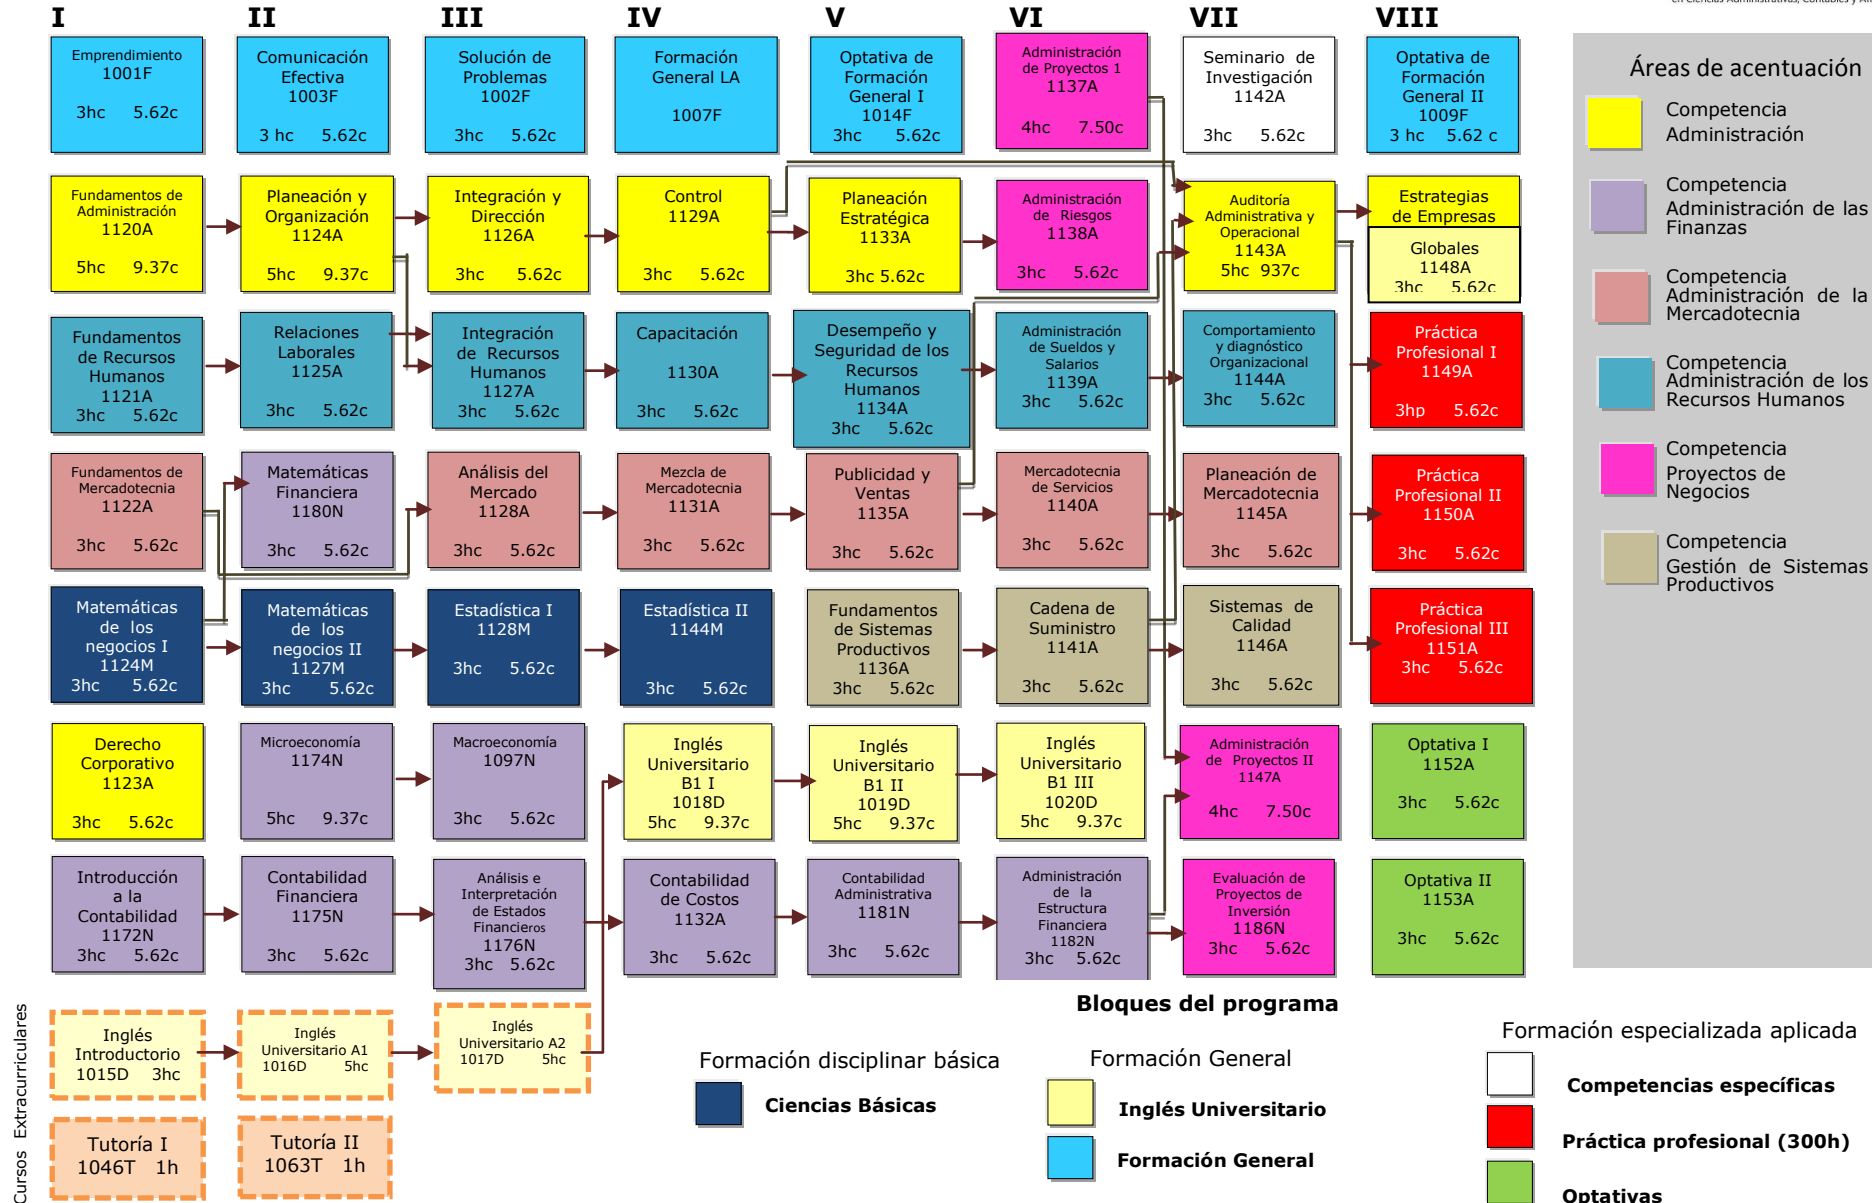 en Ciencias Administrativas, Contables y
I II III IV V VI VII VIII
Emprendimiento
1001F
3hc 5.62c
Comunicación
Efectiva
1003F
3 hc 5.62c
Solución de
Problemas
1002F
3hc 5.62c
Formación
General LA
1007F
Optativa de
Formación
General I
1014F
3hc 5.62c
Administración
de Proyectos 1
1137A
4hc 7.50c
Seminario de
Investigación
1142A
3hc 5.62c
Optativa de
Formación
General II
1009F
3 hc 5.62 c
Fundamentos de
Administración
1120A
5hc 9.37c
Planeación y
Organización
1124A
5hc 9.37c
Integración y
Dirección
1126A
3hc 5.62c
Control
1129A
3hc 5.62c
Planeación
Estratégica
1133A
3hc 5.62c
Administración
de Riesgos
1138A
3hc 5.62c
Auditoría
Administrativa y
Operacional
1143A
5hc 937c
Estrategias
de Empresas
Globales
1148A
3hc 5.62c
Fundamentos
de Recursos
Humanos
1121A
3hc 5.62c
Relaciones
Laborales
1125A
3hc 5.62c
Integración
de Recursos
Humanos
1127A
3hc 5.62c
Capacitación
1130A
3hc 5.62c
Desempeño y
Seguridad de los
Recursos
Humanos
1134A
3hc 5.62c
Administración
de Sueldos y
Salarios
1139A
3hc 5.62c
Comportamiento
y diagnóstico
Organizacional
1144A
3hc 5.62c
Práctica
Profesional I
1149A
3hp 5.62c
Fundamentos de
Mercadotecnia
1122A
3hc 5.62c
Matemáticas
Financiera
1180N
3hc 5.62c
Análisis del
Mercado
1128A
3hc 5.62c
Mezcla de
Mercadotecnia
1131A
3hc 5.62c
Publicidad y
Ventas
1135A
3hc 5.62c
Mercadotecnia
de Servicios
1140A
3hc 5.62c
Planeación de
Mercadotecnia
1145A
3hc 5.62c
Práctica
Profesional II
1150A
3hc 5.62c
Matemáticas
de los
negocios I
1124M
3hc 5.62c
Matemáticas
de los
negocios II
1127M
3hc 5.62c
Estadística I
1128M
3hc 5.62c
Estadística II
1144M
3hc 5.62c
Fundamentos
de Sistemas
Productivos
1136A
3hc 5.62c
Cadena de
Suministro
1141A
3hc 5.62c
Sistemas de
Calidad
1146A
3hc 5.62c
Práctica
Profesional III
1151A
3hc 5.62c
Derecho
Corporativo
1123A
3hc 5.62c
Microeconomía
1174N
5hc 9.37c
Macroeconomía
1097N
3hc 5.62c
Inglés
Universitario
B1 I
1018D
5hc 9.37c
Inglés
Universitario
B1 II
1019D
5hc 9.37c
Inglés
Universitario
B1 III
1020D
5hc 9.37c
Administración
de Proyectos II
1147A
4hc 7.50c
Optativa I
1152A
3hc 5.62c
Introducción
a la
Contabilidad
1172N
3hc 5.62c
Contabilidad
Financiera
1175N
3hc 5.62c
Análisis e
Interpretación
de Estados
Financieros
1176N
3hc 5.62c
Contabilidad
de Costos
1132A
3hc 5.62c
Contabilidad
Administrativa
1181N
3hc 5.62c
Administración
de la
Estructura
Financiera
1182N
3hc 5.62c
Evaluación de
Proyectos de
Inversión
1186N
3hc 5.62c
Optativa II
1153A
3hc 5.62c
Cursos Extracurriculares
Inglés
Introductorio
1015D 3hc
Inglés
Universitario A1
1016D 5hc
Inglés
Universitario A2
1017D 5hc
Tutoría I
1046T 1h
Tutoría II
1063T 1h
Áreas de acentuación
Competencia
Administración
Competencia
Administración de las
Finanzas
Competencia
Administración de la
Mercadotecnia
Competencia
Administración de los
Recursos Humanos
Competencia
Proyectos de
Negocios
Competencia
Gestión de Sistemas
Productivos
Bloques del programa
Formación disciplinar básica
Ciencias Básicas
Formación General
Inglés Universitario
Formación General
Formación especializada aplicada
Competencias específicas
Práctica profesional (300h)
Optativas